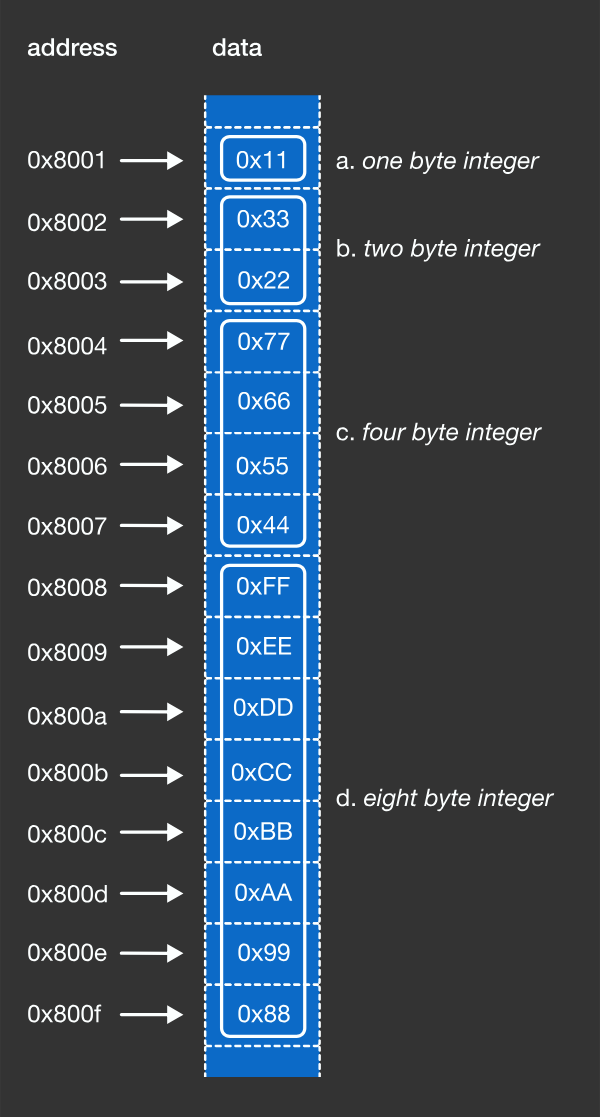 address data
0x8001 0x11 a. one byte integer
0x8002 0x33
b. two byte integer
0x8003 0x22
0x8004 0x77
0x8005 0x66
c. four byte integer
0x8006 0x55
0x8007 0x44
0x8008 0xFF
0x8009 0xEE
0x800a 0xDD
0x800b 0xCC
d. eight byte integer
0x800c 0xBB
0x800d 0xAA
0x800e 0x99
0x800f 0x88